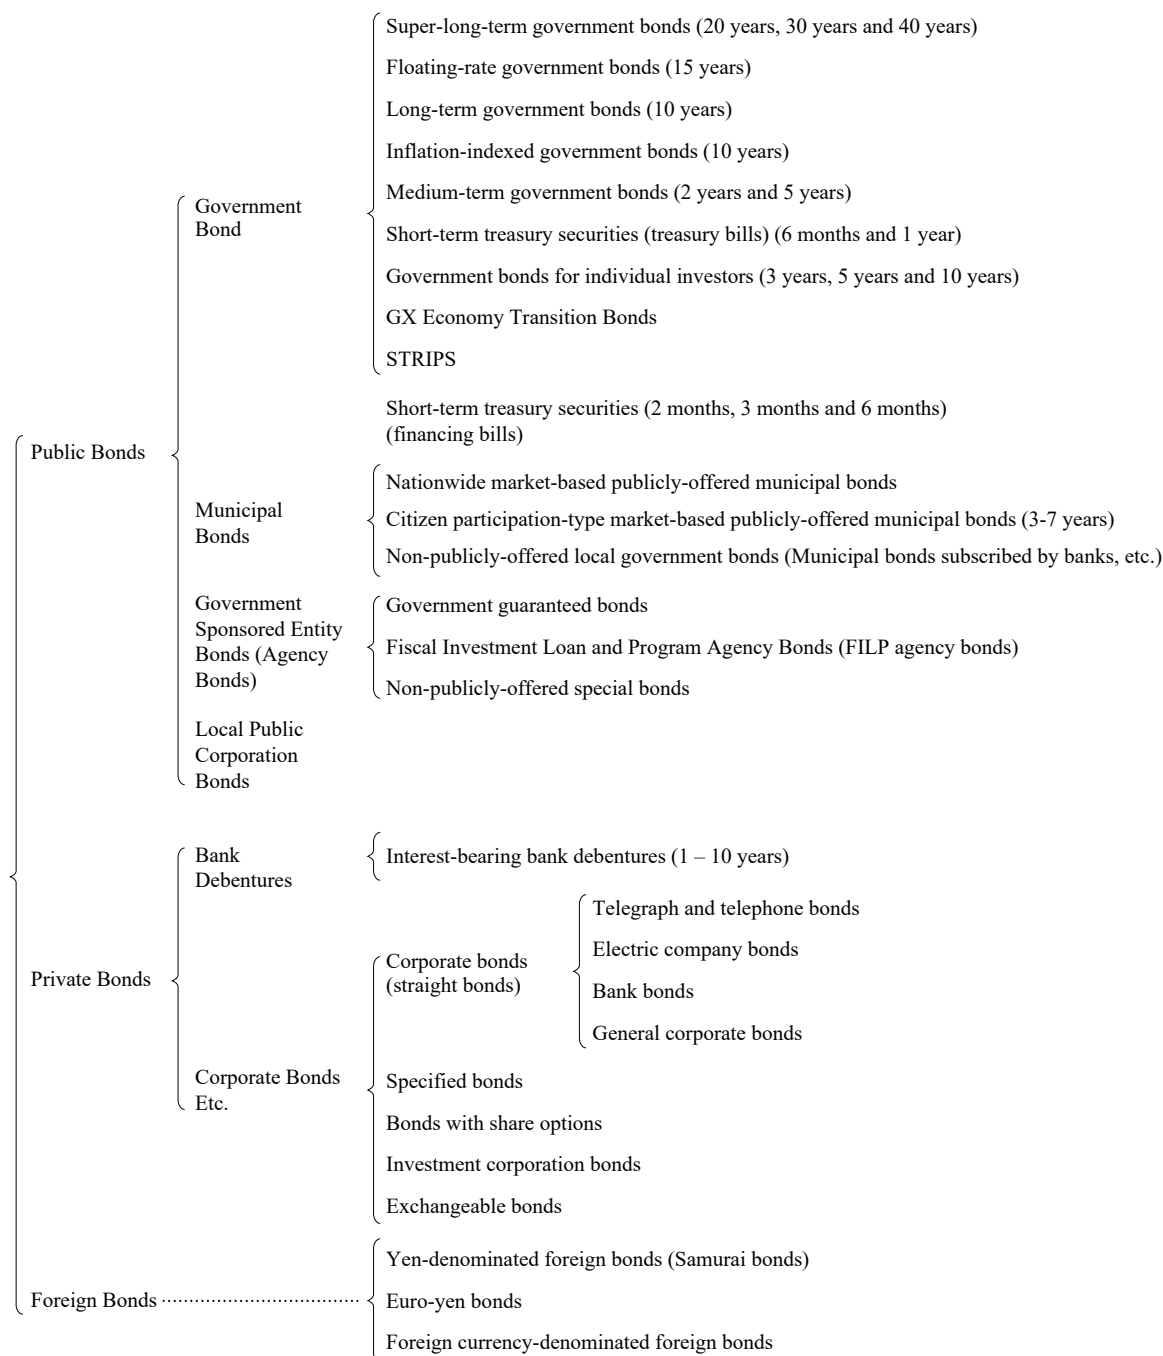 Super-long-term government bonds (20 years, 30 years and 40 years)
Floating-rate government bonds (15 years)
Long-term government bonds (10 years)
Inflation-indexed government bonds (10 years)
Government
Bond
Medium-term government bonds (2 years and 5 years)
Short-term treasury securities (treasury bills) (6 months and 1 year)
Government bonds for individual investors (3 years, 5 years and 10 years)
GX Economy Transition Bonds
STRIPS
Short-term treasury securities (2 months, 3 months and 6 months)
(financing bills)
Public Bonds
Municipal
Bonds
Nationwide market-based publicly-offered municipal bonds
Citizen participation-type market-based publicly-offered municipal bonds (3-7 years)
Non-publicly-offered local government bonds (Municipal bonds subscribed by banks, etc.)
Government
Sponsored Entity
Bonds (Agency
Bonds)
Government guaranteed bonds
Fiscal Investment Loan and Program Agency Bonds (FILP agency bonds)
Non-publicly-offered special bonds
Local Public
Corporation
Bonds
Private Bonds
Bank
Debentures
Interest-bearing bank debentures (1 – 10 years)
Corporate Bonds
Etc.
Corporate bonds
(straight bonds)
Telegraph and telephone bonds
Electric company bonds
Bank bonds
General corporate bonds
Specified bonds
Bonds with share options
Investment corporation bonds
Exchangeable bonds
Foreign Bonds
Yen-denominated foreign bonds (Samurai bonds)
Euro-yen bonds
Foreign currency-denominated foreign bonds